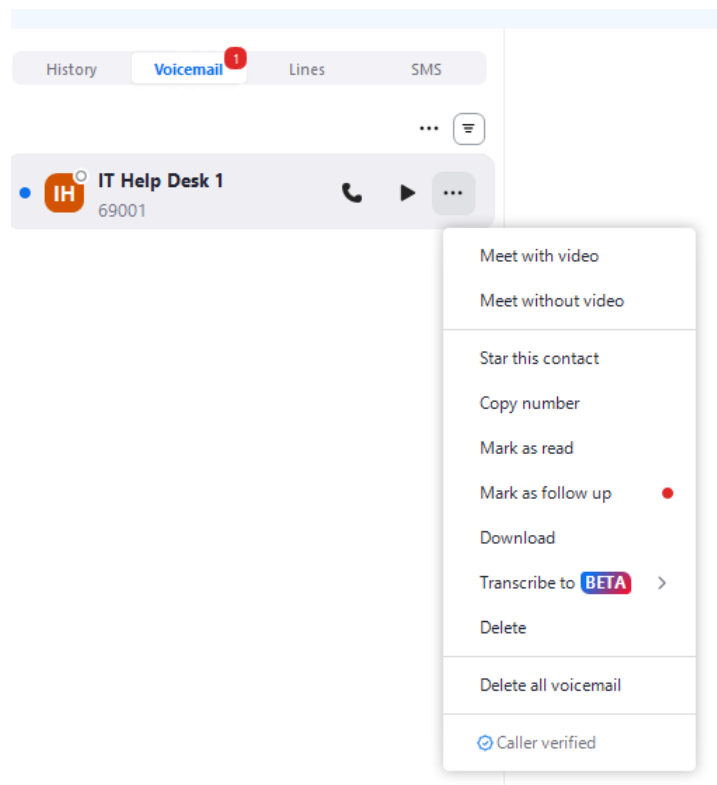 History
Voicemail
1
Lines
SMS
IH
IT Help Desk 1
69001
Meet with video
Meet without video
Star this contact
Copy number
Mark as read
Mark as follow up
Download
Transcribe to BETA
Delete
Delete all voicemail
Caller verified